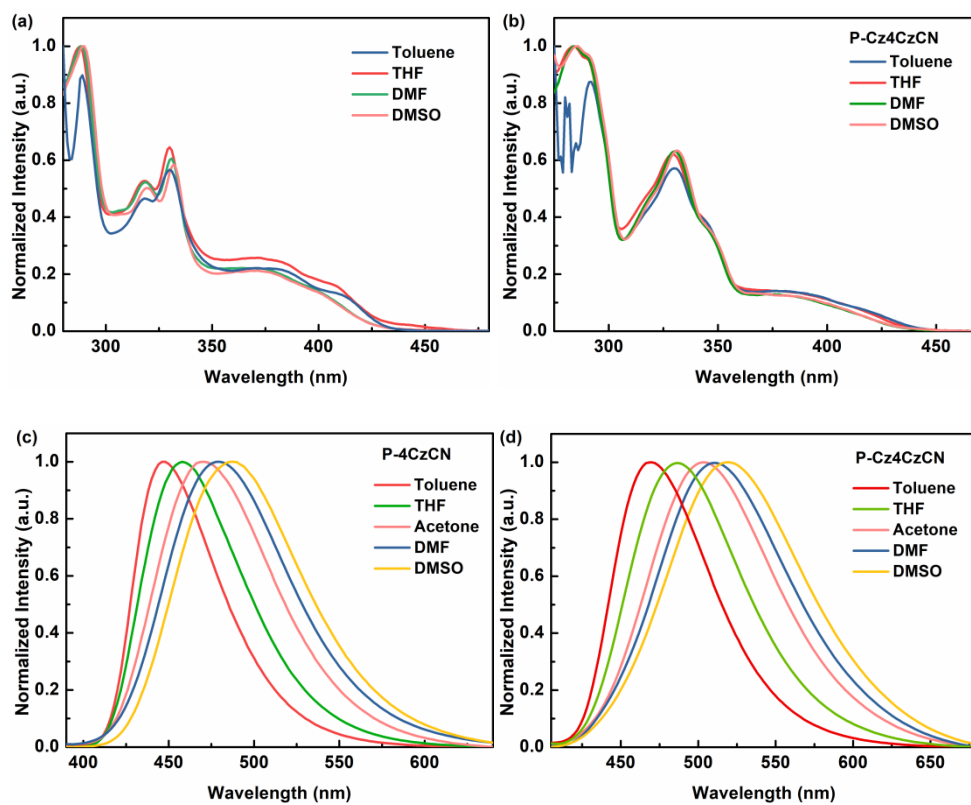 (a)
Toluene
THF
DMF
DMSO
Normalized Intensity (a.u.)
1.0
0.8
0.6
0.4
0.2
0.0
300 350 400 450
Wavelength (nm)
(b)
P-Cz4CzCN
Toluene
THF
DMF
DMSO
Normalized Intensity (a.u.)
1.0
0.8
0.6
0.4
0.2
0.0
300 350 400 450
Wavelength (nm)
(c)
P-4CzCN
Toluene
THF
Acetone
DMF
DMSO
Normalized Intensity (a.u.)
1.0
0.8
0.6
0.4
0.2
0.0
400 450 500 550 600
Wavelength (nm)
(d)
P-Cz4CzCN
Toluene
THF
Acetone
DMF
DMSO
Normalized Intensity (a.u.)
1.0
0.8
0.6
0.4
0.2
0.0
450 500 550 600 650
Wavelength (nm)